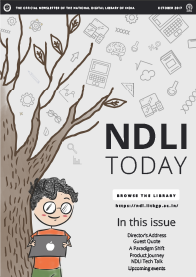 THE OFFICIAL NEWSLETTER OF THE NATIONAL DIGITAL LIBRARY OF INDIA
OCTOBER 2017
NDLI
TODAY
BROWSE THE LIBRARY
https://ndl.iitkgp.ac.in/
In this issue
Director's Address
Guest Quote
A Paradigm Shift
Product Journey
NDLI Tech Talk
Upcoming events